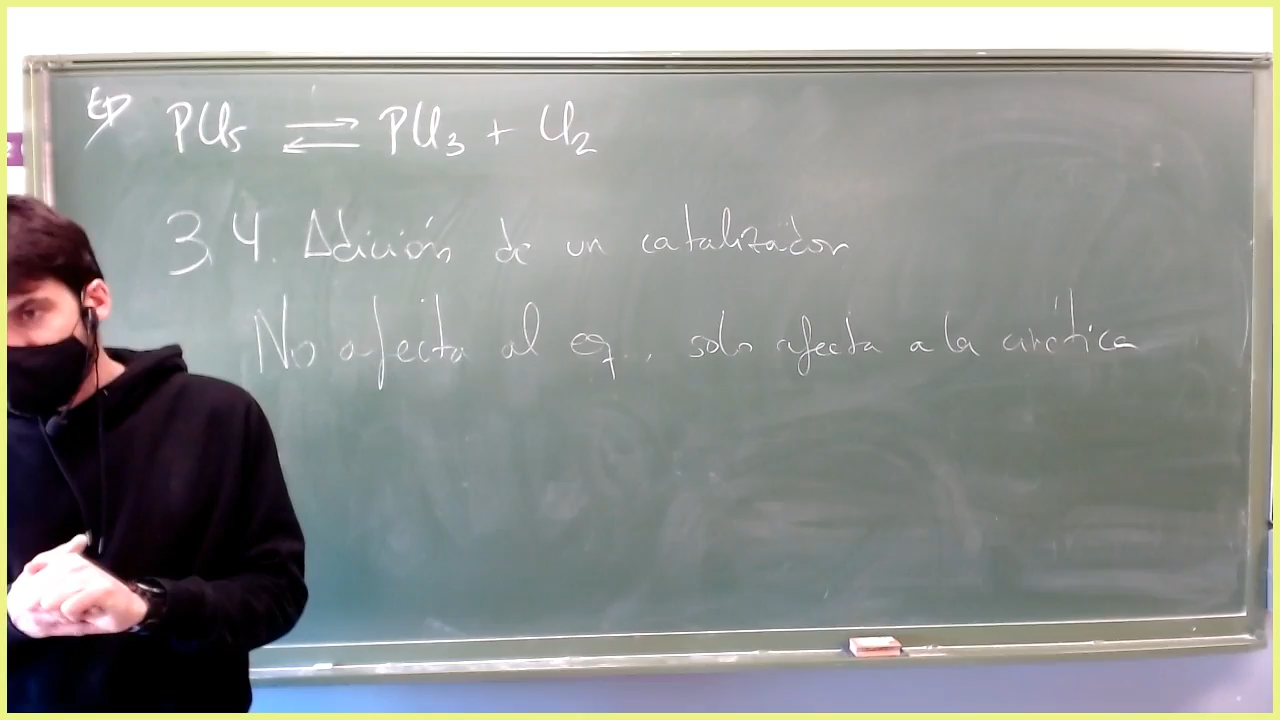 Ej PCl₅ ⇌ PCl₃ + Cl₂
3.4. Adición de un catalizador
No afecta al eq., solo afecta a la cinética